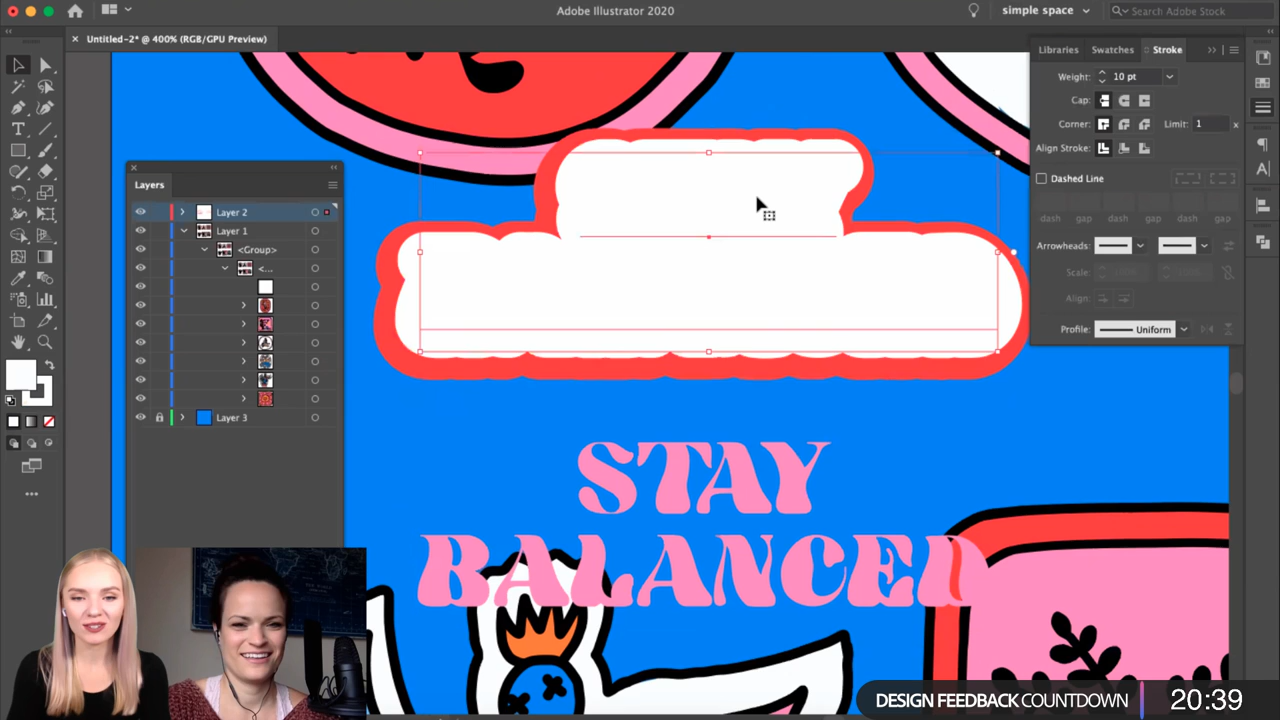 Adobe Illustrator 2020
simple space
Search Adobe Stock
Untitled-2* @ 400% (RGB/GPU Preview)
Libraries Swatches Stroke
Weight: 10 pt
Cap:
Corner: Limit: 1 x
Align Stroke:
Dashed Line
dash gap dash gap dash gap
Arrowheads:
Scale: 100% 100%
Align:
Profile: Uniform
Layers
Layer 2
Layer 1
<Group>
<...
Layer 3
STAY
BALANCED
DESIGN FEEDBACK COUNTDOWN 20:39